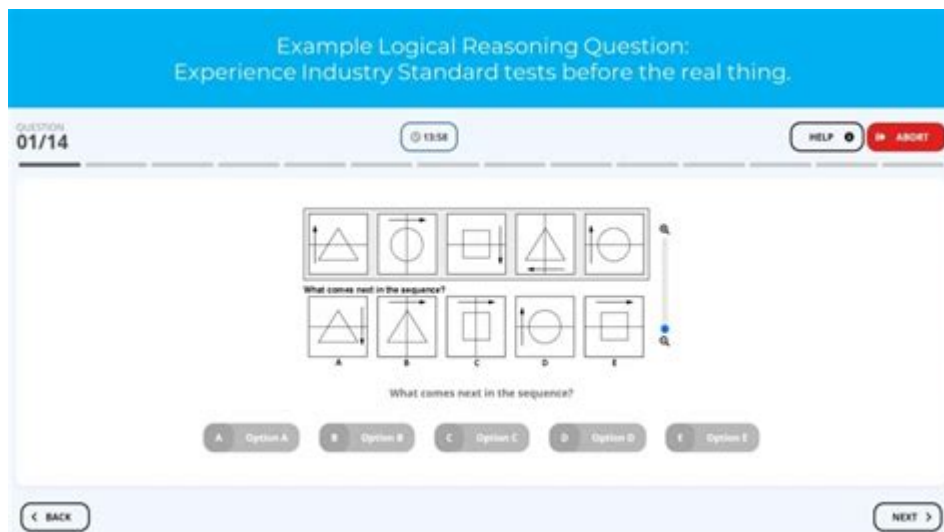 Example Logical Reasoning Question:
Experience Industry Standard tests before the real thing.
QUESTION
01/14
13:58
HELP
ABORT
What comes next in the sequence?
A B C D E
What comes next in the sequence?
A Option A B Option B C Option C D Option D E Option E
< BACK
NEXT >